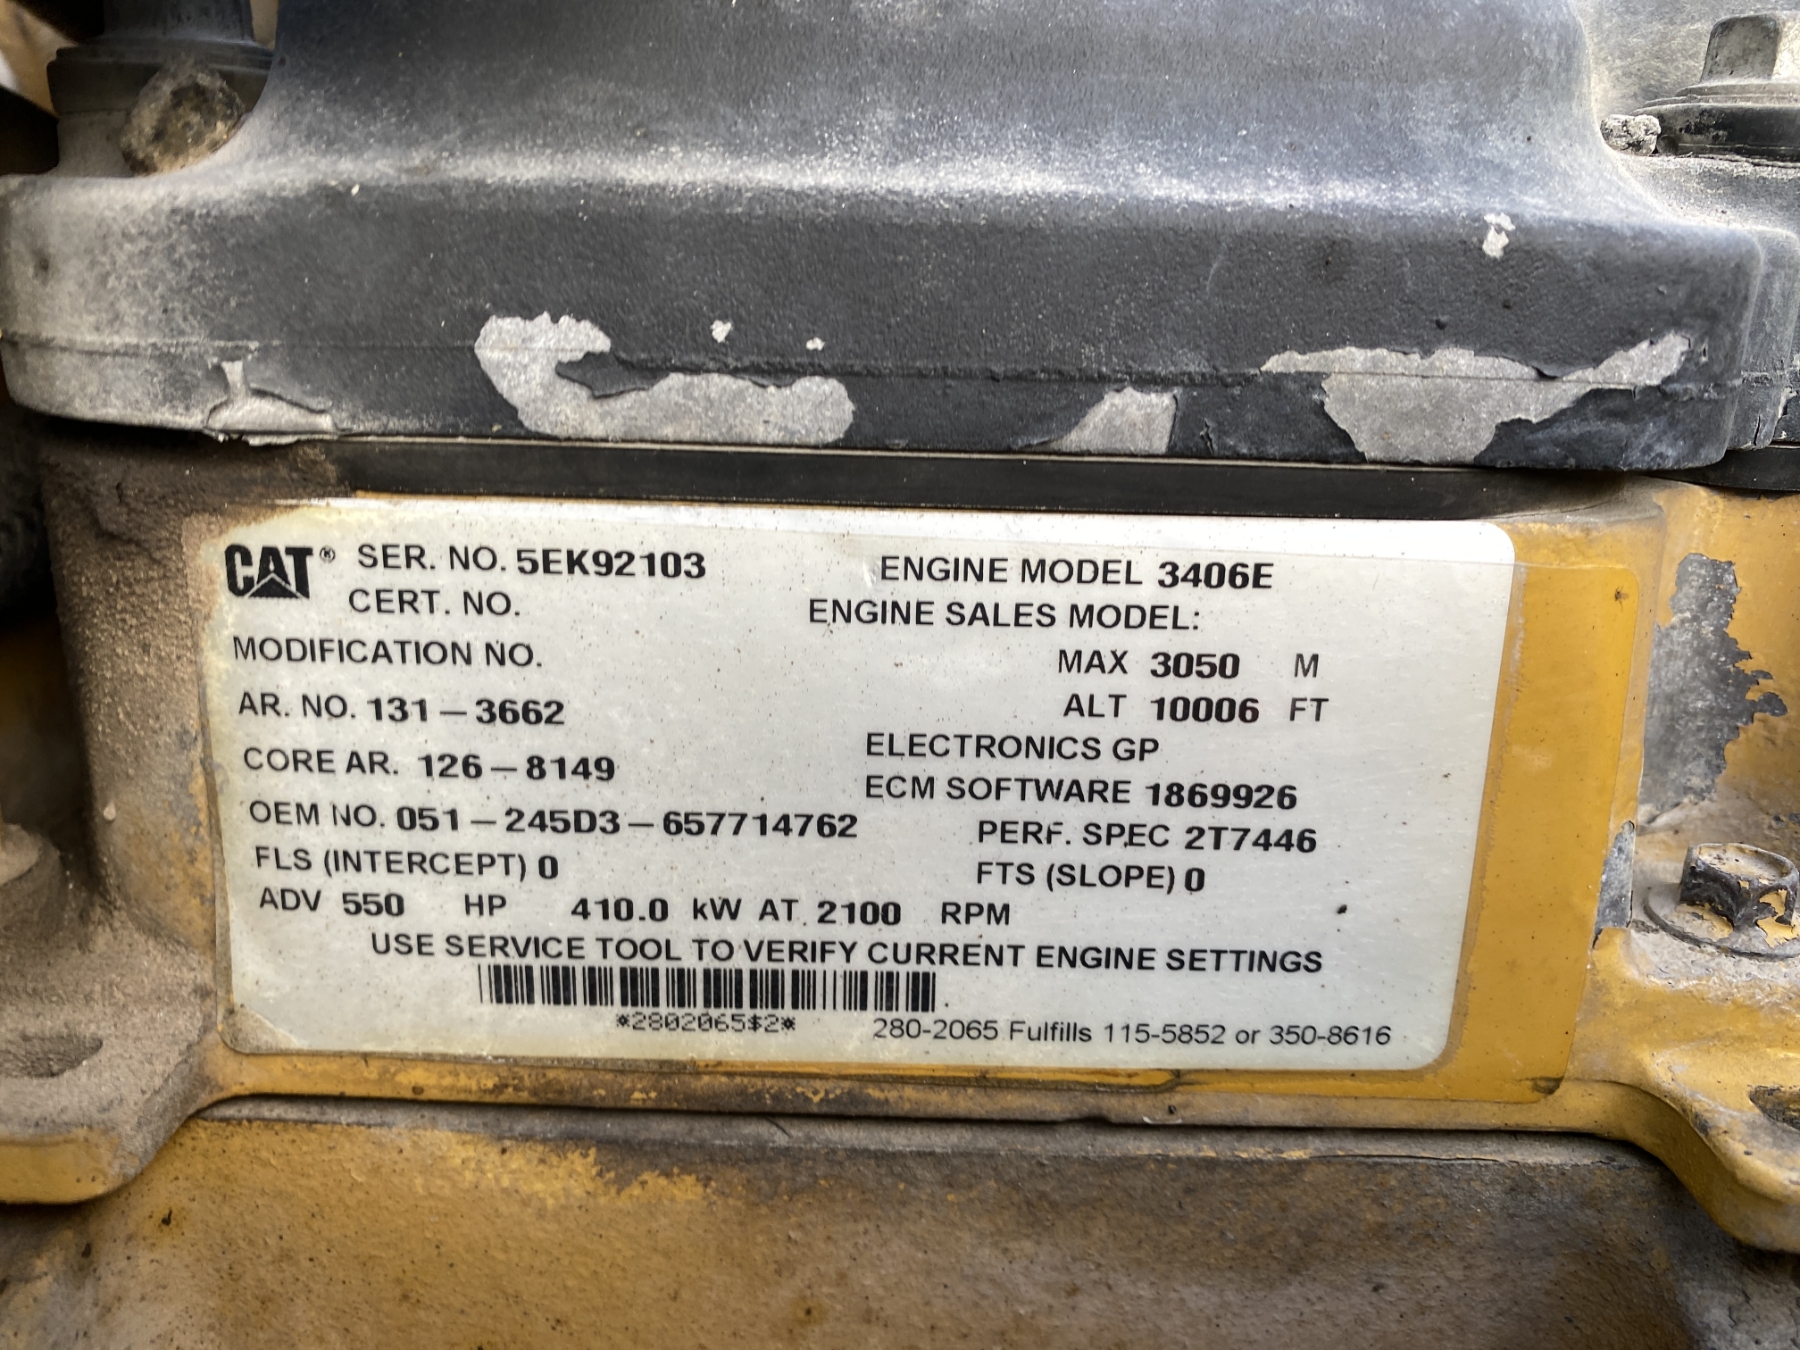 CAT® SER. NO. 5EK92103 ENGINE MODEL 3406E
CERT. NO. ENGINE SALES MODEL:
MODIFICATION NO. MAX 3050 M
AR. NO. 131-3662 ALT 10006 FT
ELECTRONICS GP
CORE AR. 126-8149 ECM SOFTWARE 1869926
OEM NO. 051-245D3-657714762 PERF. SPEC 2T7446
FLS (INTERCEPT) 0 FTS (SLOPE) 0
ADV 550 HP 410.0 kW AT 2100 RPM
USE SERVICE TOOL TO VERIFY CURRENT ENGINE SETTINGS
*2802065$2* 280-2065 Fulfills 115-5852 or 350-8616